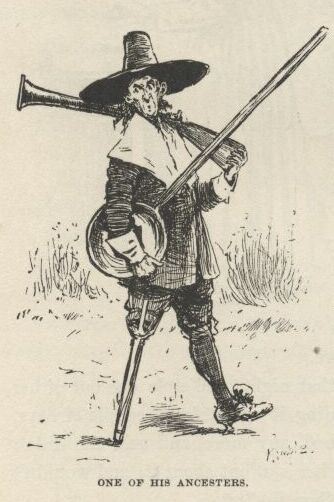 ONE OF HIS ANCESTERS.